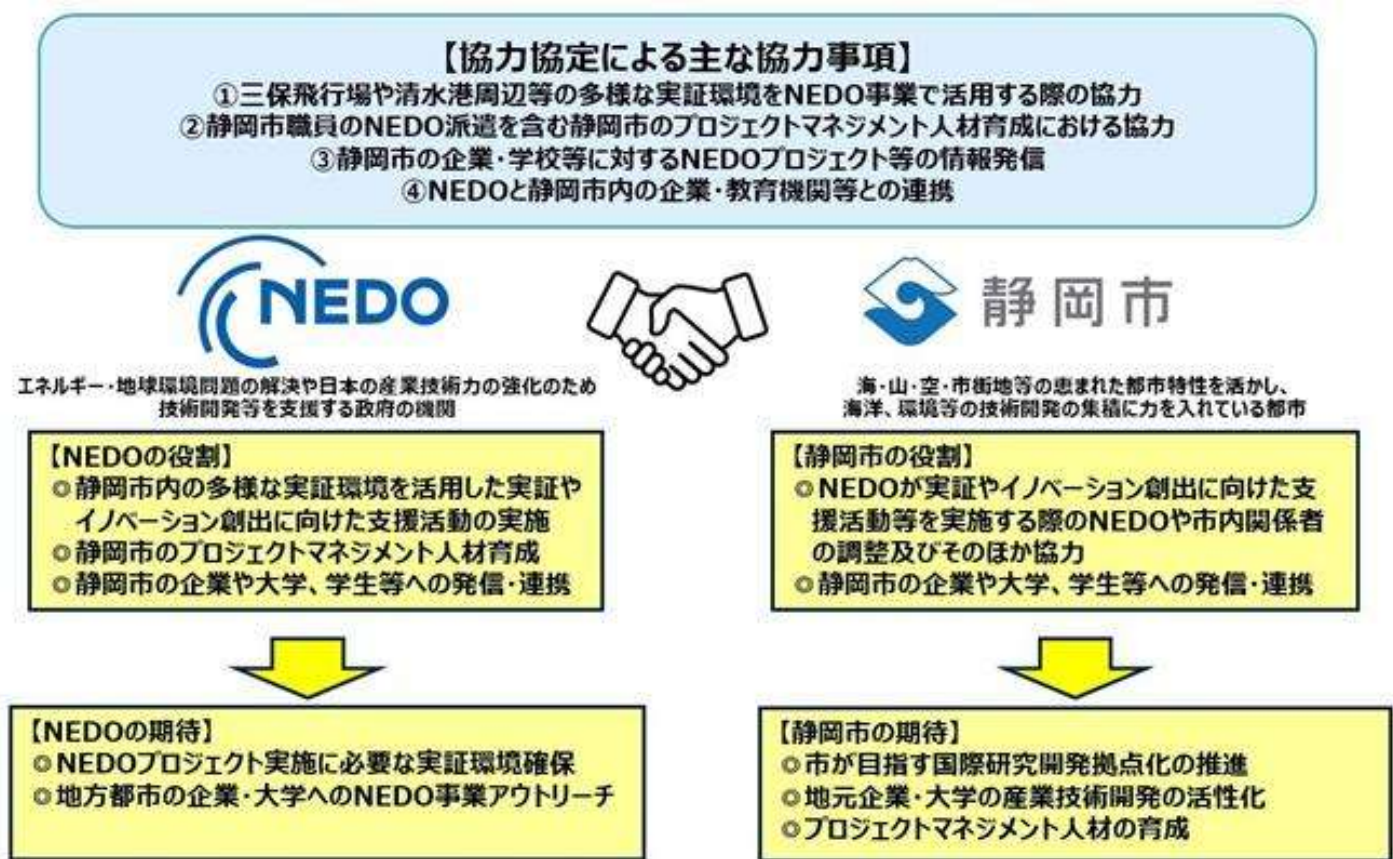 【協力協定による主な協力事項】
①三保飛行場や清水港周辺等の多様な実証環境をNEDO事業で活用する際の協力
②静岡市職員のNEDO派遣を含む静岡市のプロジェクトマネジメント人材育成における協力
③静岡市の企業・学校等に対するNEDOプロジェクト等の情報発信
④NEDOと静岡市内の企業・教育機関等との連携
NEDO
エネルギー・地球環境問題の解決や日本の産業技術力の強化のため
技術開発等を支援する政府の機関
【NEDOの役割】
◎静岡市内の多様な実証環境を活用した実証や
イノベーション創出に向けた支援活動の実施
◎静岡市のプロジェクトマネジメント人材育成
◎静岡市の企業や大学、学生等への発信・連携
【NEDOの期待】
◎NEDOプロジェクト実施に必要な実証環境確保
◎地方都市の企業・大学へのNEDO事業アウトリーチ
静岡市
海・山・空・市街地等の恵まれた都市特性を活かし、
海洋、環境等の技術開発の集積に力を入れている都市
【静岡市の役割】
◎NEDOが実証やイノベーション創出に向けた支
援活動等を実施する際のNEDOや市内関係者
の調整及びそのほか協力
◎静岡市の企業や大学、学生等への発信・連携
【静岡市の期待】
◎市が目指す国際研究開発拠点化の推進
◎地元企業・大学の産業技術開発の活性化
◎プロジェクトマネジメント人材の育成